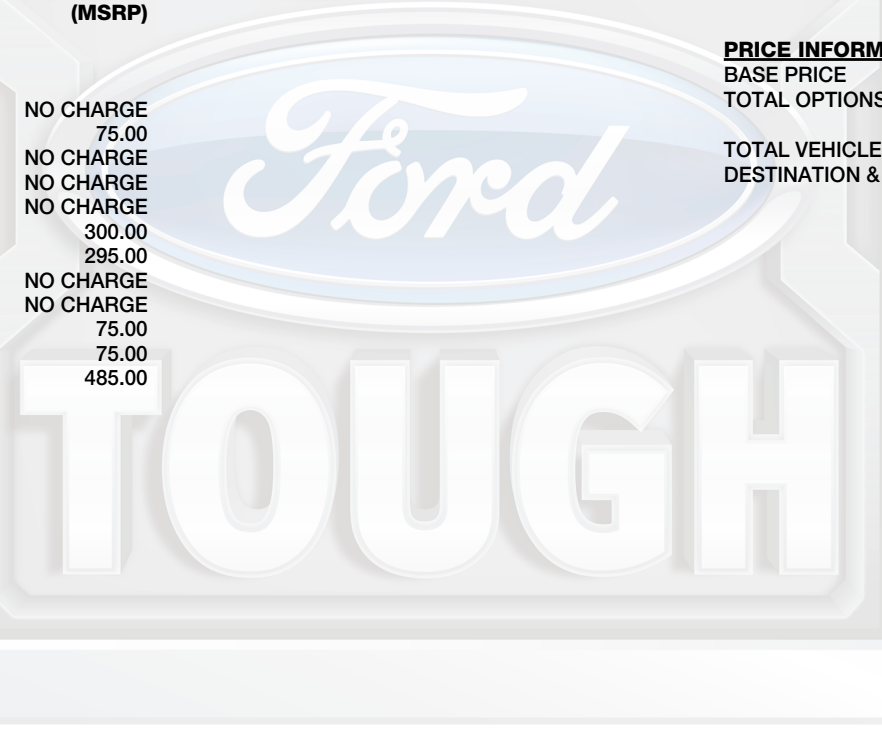 (MSRP)
NO CHARGE
75.00
NO CHARGE
NO CHARGE
NO CHARGE
300.00
295.00
NO CHARGE
NO CHARGE
75.00
75.00
485.00
PRICE INFORM
BASE PRICE
TOTAL OPTIONS
TOTAL VEHICLE
DESTINATION &
Ford
TOUGH